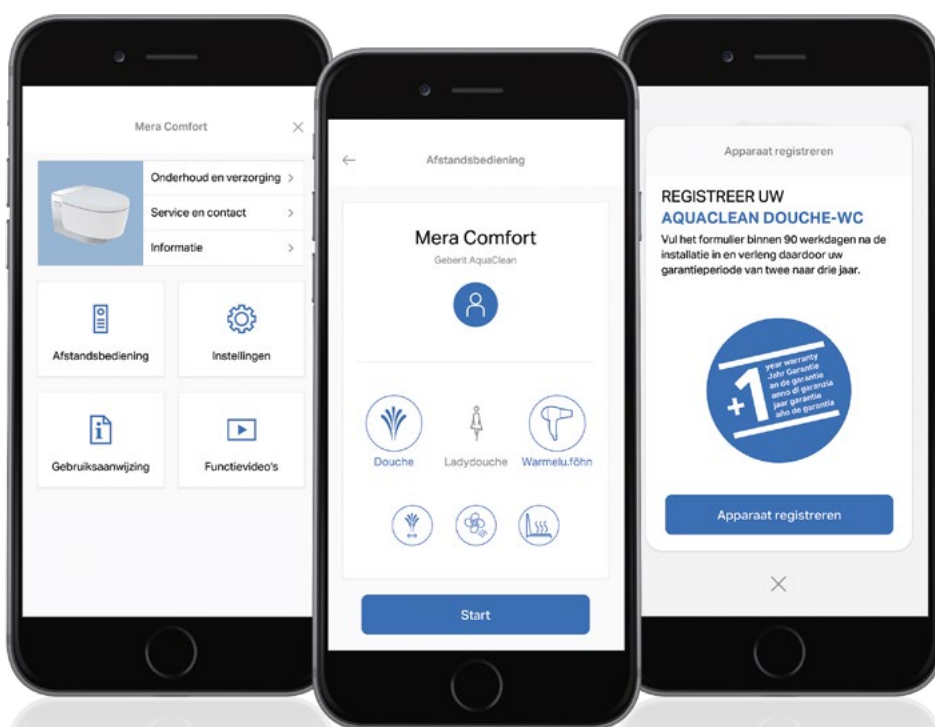 Mera Comfort
Onderhoud en verzorging
Service en contact
Informatie
Afstandsbediening
Instellingen
Gebruiksaanwijzing
Functievideo's
Afstandsbediening
Mera Comfort
Geberit AquaClean
Douche
Ladydouche
Warmelu.föhn
Start
Apparaat registreren
REGISTREER UW
AQUACLEAN DOUCHE-WC
Vul het formulier binnen 90 werkdagen na de
installatie in en verleng daardoor uw
garantieperiode van twee naar drie jaar.
+1
year warranty
Jahr Garantie
an de garantie
anno di garanzia
jaar garantie
año de garantía
Apparaat registreren